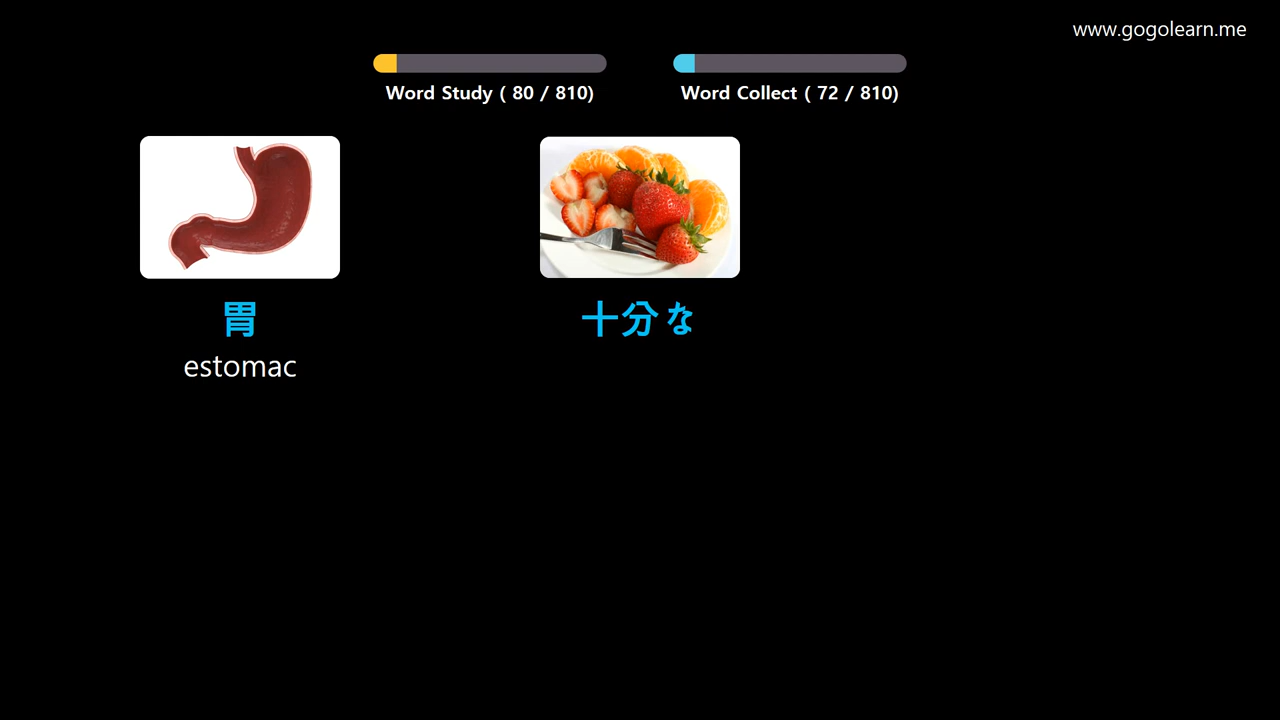 www.gogolearn.me
Word Study ( 80 / 810)
Word Collect ( 72 / 810)
胃
estomac
十分な